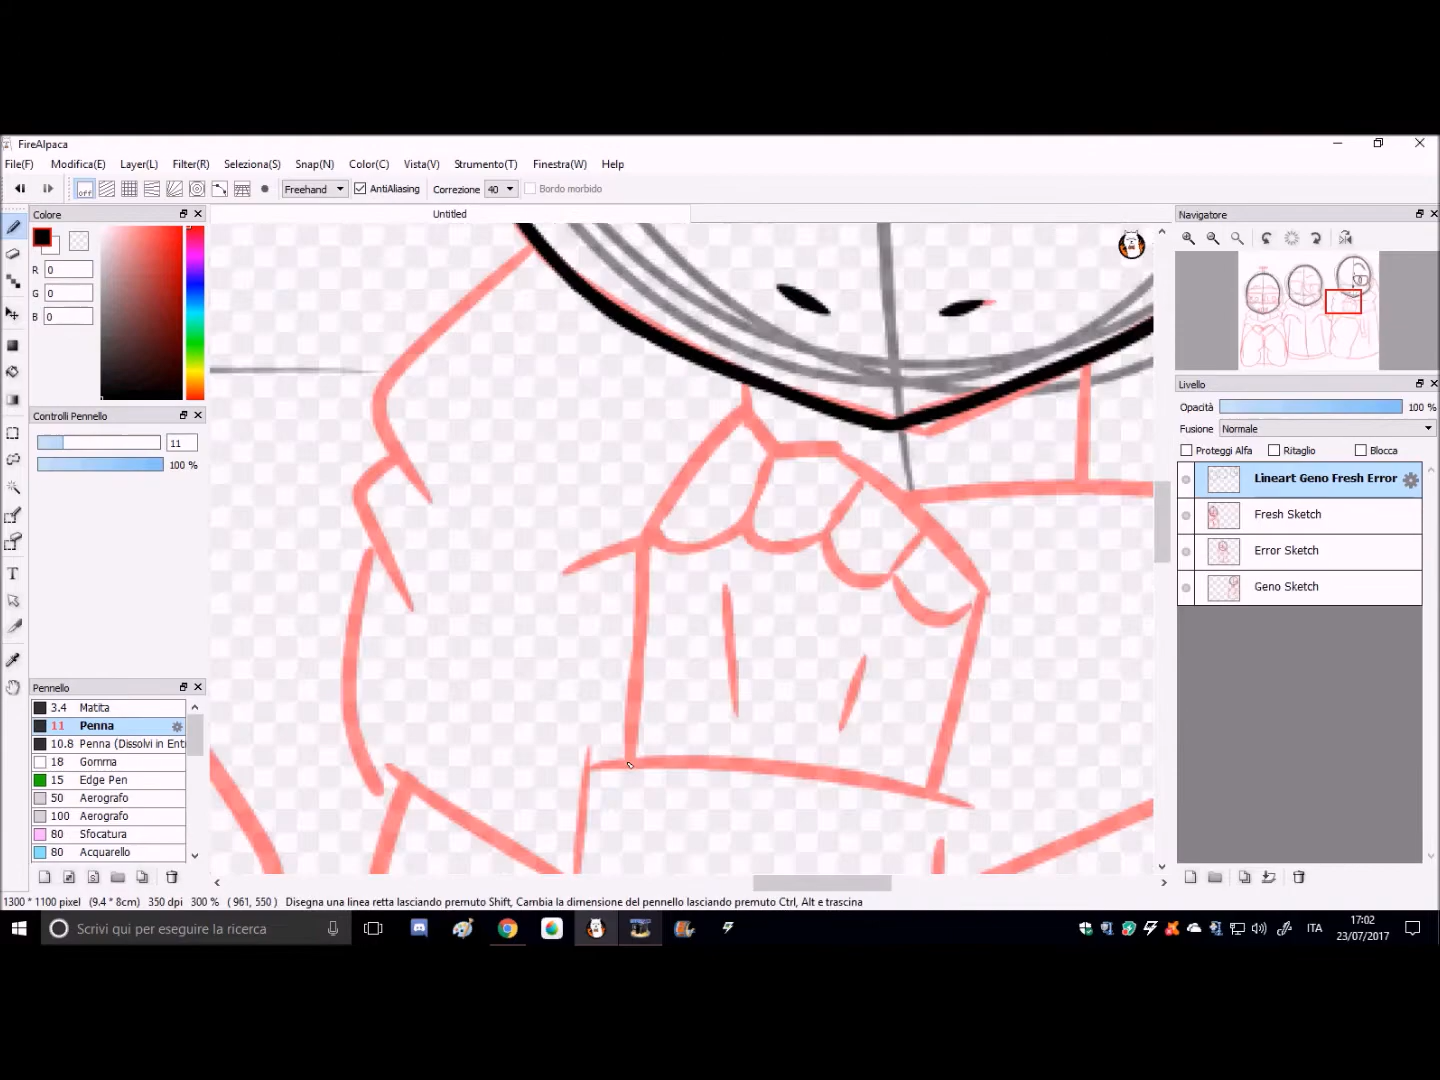 FireAlpaca
File(F) Modifica(E) Layer(L) Filter(R) Seleziona(S) Snap(N) Color(C) Vista(V) Strumento(T) Finestra(W) Help
off Freehand AntiAliasing Correzione 40 Bordo morbido
Colore Untitled Navigatore
R 0
G 0
B 0
Controlli Pennello
11
100 %
Livello
Opacità 100 %
Fusione Normale
Proteggi Alfa Ritaglio Blocca
Lineart Geno Fresh Error
Fresh Sketch
Error Sketch
Geno Sketch
Pennello
3.4 Matita
11 Penna
10.8 Penna (Dissolvi in Ent
18 Gomma
15 Edge Pen
50 Aerografo
100 Aerografo
80 Sfocatura
80 Acquarello
1300 * 1100 pixel (9.4 * 8cm) 350 dpi 300 % ( 961, 550 ) Disegna una linea retta lasciando premuto Shift, Cambia la dimensione del pennello lasciando premuto Ctrl, Alt e trascina
Scrivi qui per eseguire la ricerca
ITA
17:02
23/07/2017